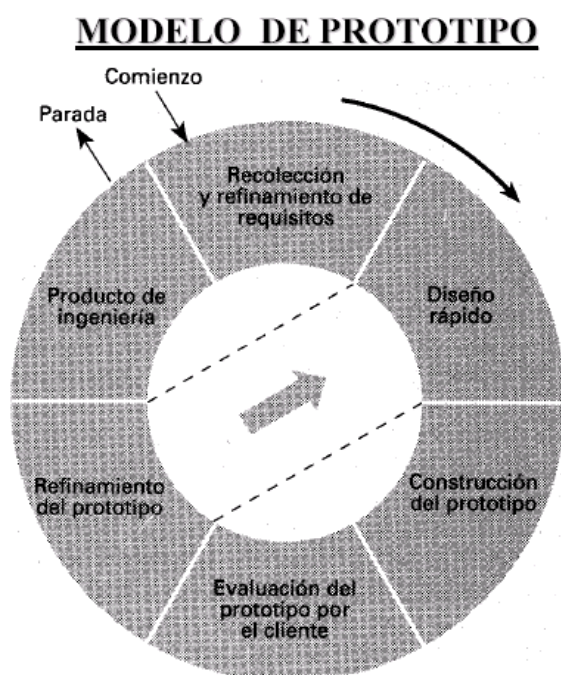 MODELO DE PROTOTIPO
Comienzo
Parada
Recolección
y refinamiento de
requisitos
Diseño
rápido
Construcción
del prototipo
Evaluación del
prototipo por
el cliente
Refinamiento
del prototipo
Producto de
ingeniería